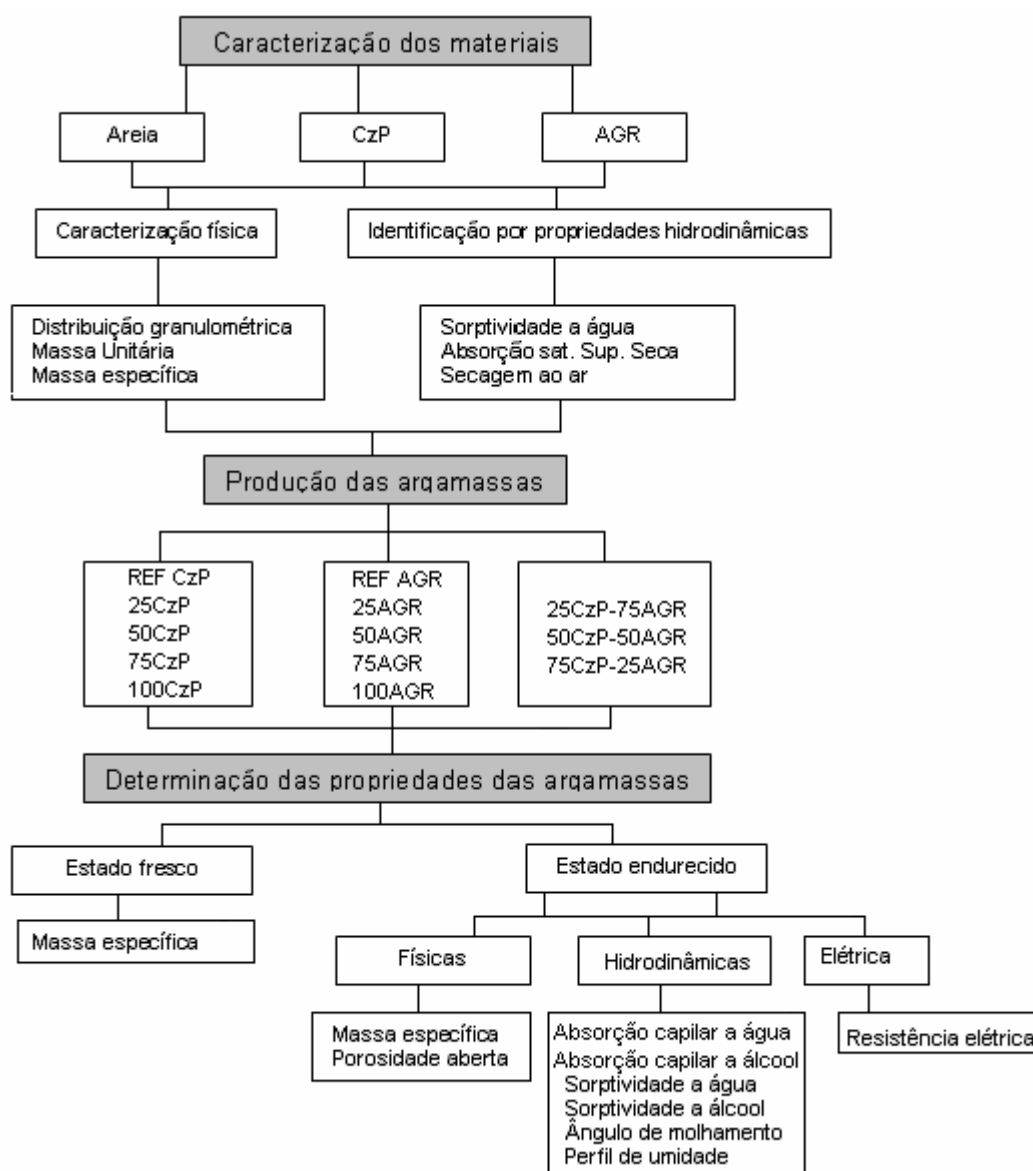 Caracterização dos materiais
Areia
CzP
AGR
Caracterização física
Identificação por propriedades hidrodinâmicas
Distribuição granulométrica
Massa Unitária
Massa específica
Sorptividade a água
Absorção sat. Sup. Seca
Secagem ao ar
Produção das argamassas
REF CzP
25CzP
50CzP
75CzP
100CzP
REF AGR
25AGR
50AGR
75AGR
100AGR
25CzP-75AGR
50CzP-50AGR
75CzP-25AGR
Determinação das propriedades das argamassas
Estado fresco
Massa específica
Estado endurecido
Físicas
Hidrodinâmicas
Elétrica
Massa específica
Porosidade aberta
Absorção capilar a água
Absorção capilar a álcool
Sorptividade a água
Sorptividade a álcool
Ângulo de molhamento
Perfil de umidade
Resistência elétrica